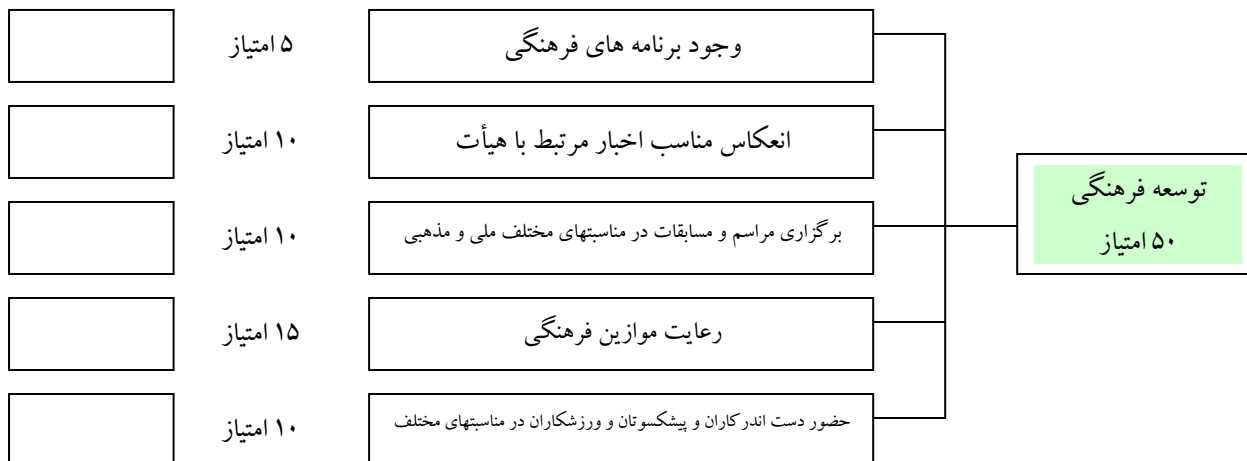 توسعه فرهنگی
۵۰ امتیاز
وجود برنامه های فرهنگی
۵ امتیاز
انعکاس مناسب اخبار مرتبط با هیأت
۱۰ امتیاز
برگزاری مراسم و مسابقات در مناسبتهای مختلف ملی و مذهبی
۱۰ امتیاز
رعایت موازین فرهنگی
۱۵ امتیاز
حضور دست اندرکاران و پیشکسوتان و ورزشکاران در مناسبتهای مختلف
۱۰ امتیاز